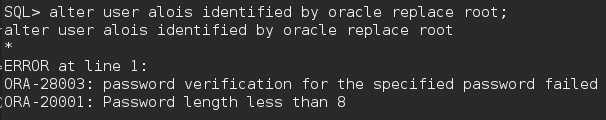 SQL> alter user alois identified by oracle replace root;
alter user alois identified by oracle replace root
*
ERROR at line 1:
ORA-28003: password verification for the specified password failed
ORA-20001: Password length less than 8